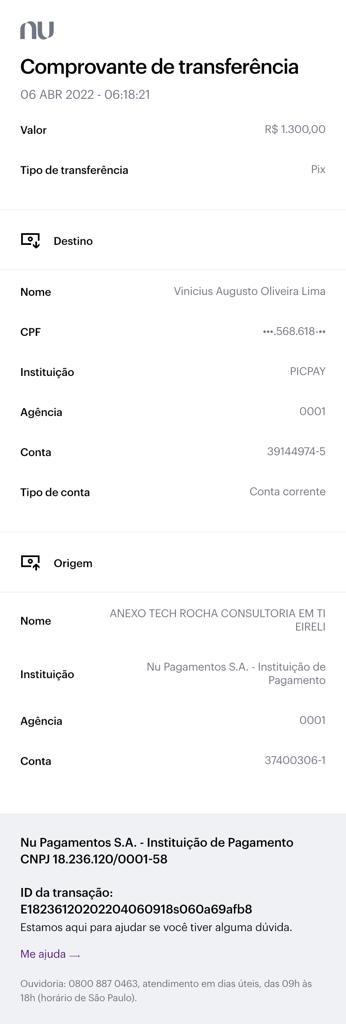 nu
Comprovante de transferência
06 ABR 2022 - 06:18:21
Valor R$ 1.300,00
Tipo de transferência Pix
Destino
Nome Vinicius Augusto Oliveira Lima
CPF •••.568.618-••
Instituição PICPAY
Agência 0001
Conta 39144974-5
Tipo de conta Conta corrente
Origem
Nome ANEXO TECH ROCHA CONSULTORIA EM TI
EIRELI
Instituição Nu Pagamentos S.A. - Instituição de
Pagamento
Agência 0001
Conta 37400306-1
Nu Pagamentos S.A. - Instituição de Pagamento
CNPJ 18.236.120/0001-58
ID da transação:
E18236120202204060918s060a69afb8
Estamos aqui para ajudar se você tiver alguma dúvida.
Me ajuda →
Ouvidoria: 0800 887 0463, atendimento em dias úteis, das 09h às
18h (horário de São Paulo).